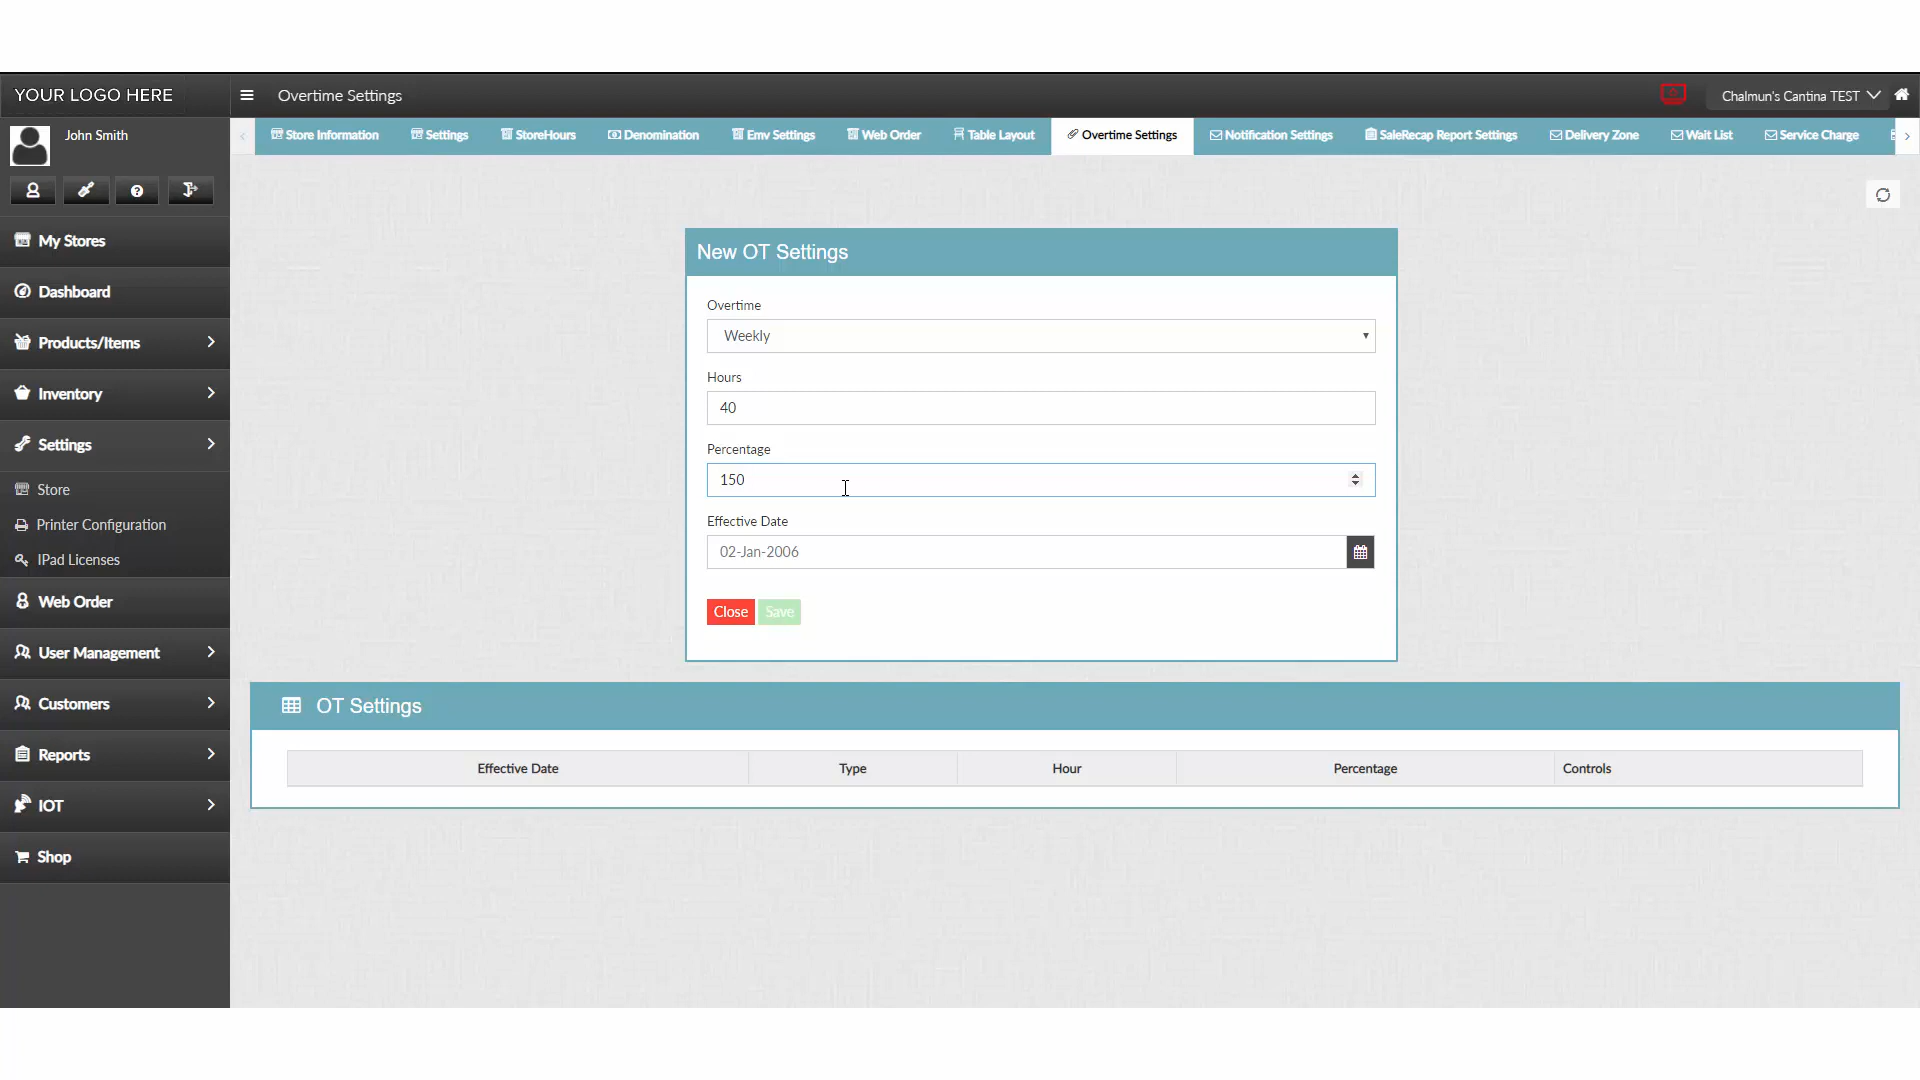 YOUR LOGO HERE
Overtime Settings
Chalmun's Cantina TEST
John Smith
Store Information
Settings
StoreHours
Denomination
Emv Settings
Web Order
Table Layout
Overtime Settings
Notification Settings
SaleRecap Report Settings
Delivery Zone
Wait List
Service Charge
My Stores
Dashboard
Products/Items
Inventory
Settings
Store
Printer Configuration
IPad Licenses
Web Order
User Management
Customers
Reports
IOT
Shop
New OT Settings
Overtime
Weekly
Hours
40
Percentage
150
Effective Date
02-Jan-2006
Close Save
OT Settings
Effective Date Type Hour Percentage Controls